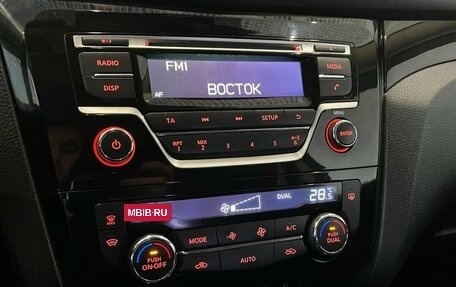 RADIO
DISP
FM1
ВОСТОК
AF
MEDIA
TA
SETUP
MENU
ENTER
RPT 1
MIX 2
3
4
5
A-Z 6
MBIB.RU
DUAL
28.5 °C
MODE
A/C
AUTO
PUSH ON·OFF
PUSH DUAL